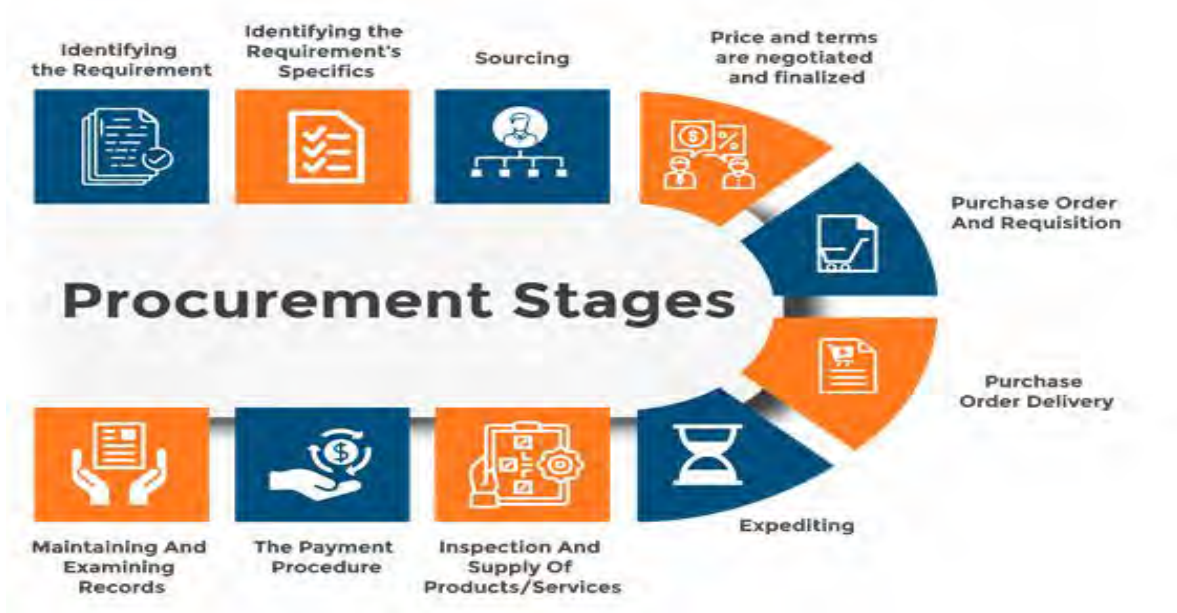 Identifying
the Requirement
Identifying the
Requirement's
Specifics
Sourcing
Price and terms
are negotiated
and finalized
Purchase Order
And Requisition
Procurement Stages
Purchase
Order Delivery
Expediting
Inspection And
Supply Of
Products/Services
The Payment
Procedure
Maintaining And
Examining
Records